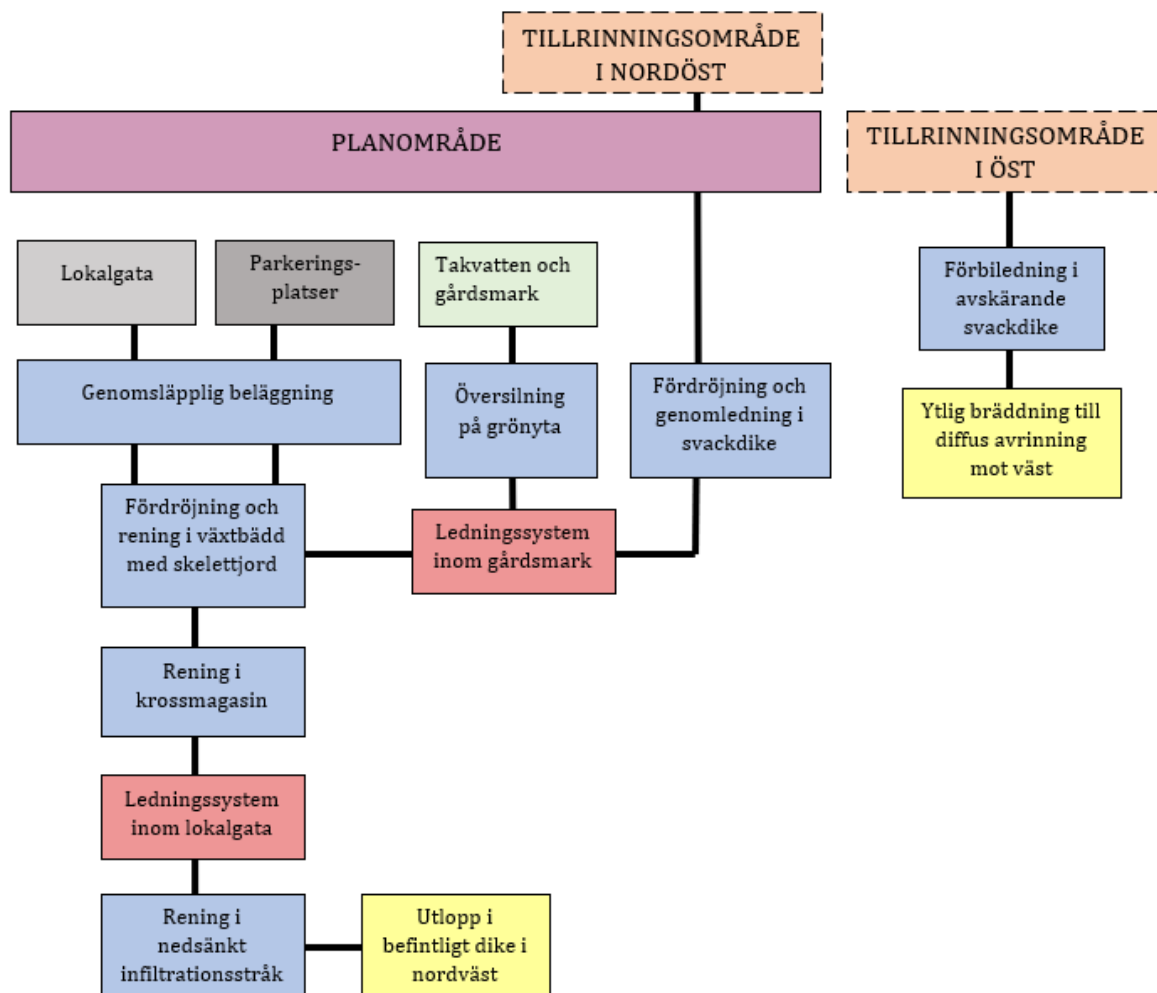 TILLRINNINGSOMRÅDE
I NORDÖST
PLANOMRÅDE
TILLRINNINGSOMRÅDE
I ÖST
Lokalgata
Parkerings-
platser
Takvatten och
gårdsmark
Förbiledning i
avskärande
svackdike
Genomsläpplig beläggning
Översilning
på grönyta
Fördröjning och
genomledning i
svackdike
Ytlig bräddning till
diffus avrinning
mot väst
Fördröjning och
rening i växtbädd
med skelettjord
Ledningssystem
inom gårdsmark
Rening i
krossmagasin
Ledningssystem
inom lokalgata
Rening i
nedsänkt
infiltrationsstråk
Utlopp i
befintligt dike i
nordväst